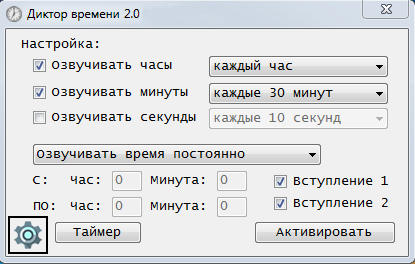 Диктор времени 2.0
Настройка:
Озвучивать часы каждый час
Озвучивать минуты каждые 30 минут
Озвучивать секунды каждые 10 секунд
Озвучивать время постоянно
С: Час: 0 Минута: 0 Вступление 1
ПО: Час: 0 Минута: 0 Вступление 2
Таймер Активировать